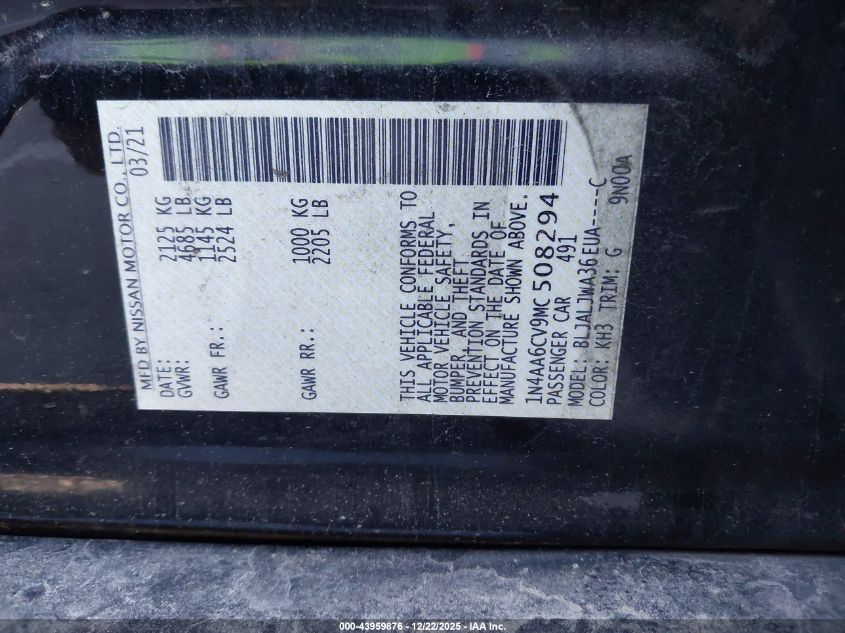 MFD BY NISSAN MOTOR CO., LTD.
DATE: 03/21
GVWR: 2125 KG
4685 LB
GAWR FR.: 1145 KG
2524 LB
GAWR RR.: 1000 KG
2205 LB
THIS VEHICLE CONFORMS TO
ALL APPLICABLE FEDERAL
MOTOR VEHICLE SAFETY,
BUMPER, AND THEFT
PREVENTION STANDARDS IN
EFFECT ON THE DATE OF
MANUFACTURE SHOWN ABOVE.
1N4AA6CV9MC508294
PASSENGER CAR 491
MODEL: BLJALJWA36EUA-----C
COLOR: KH3 TRIM: G 9N00A
000-43959876 - 12/22/2025 - IAA Inc.